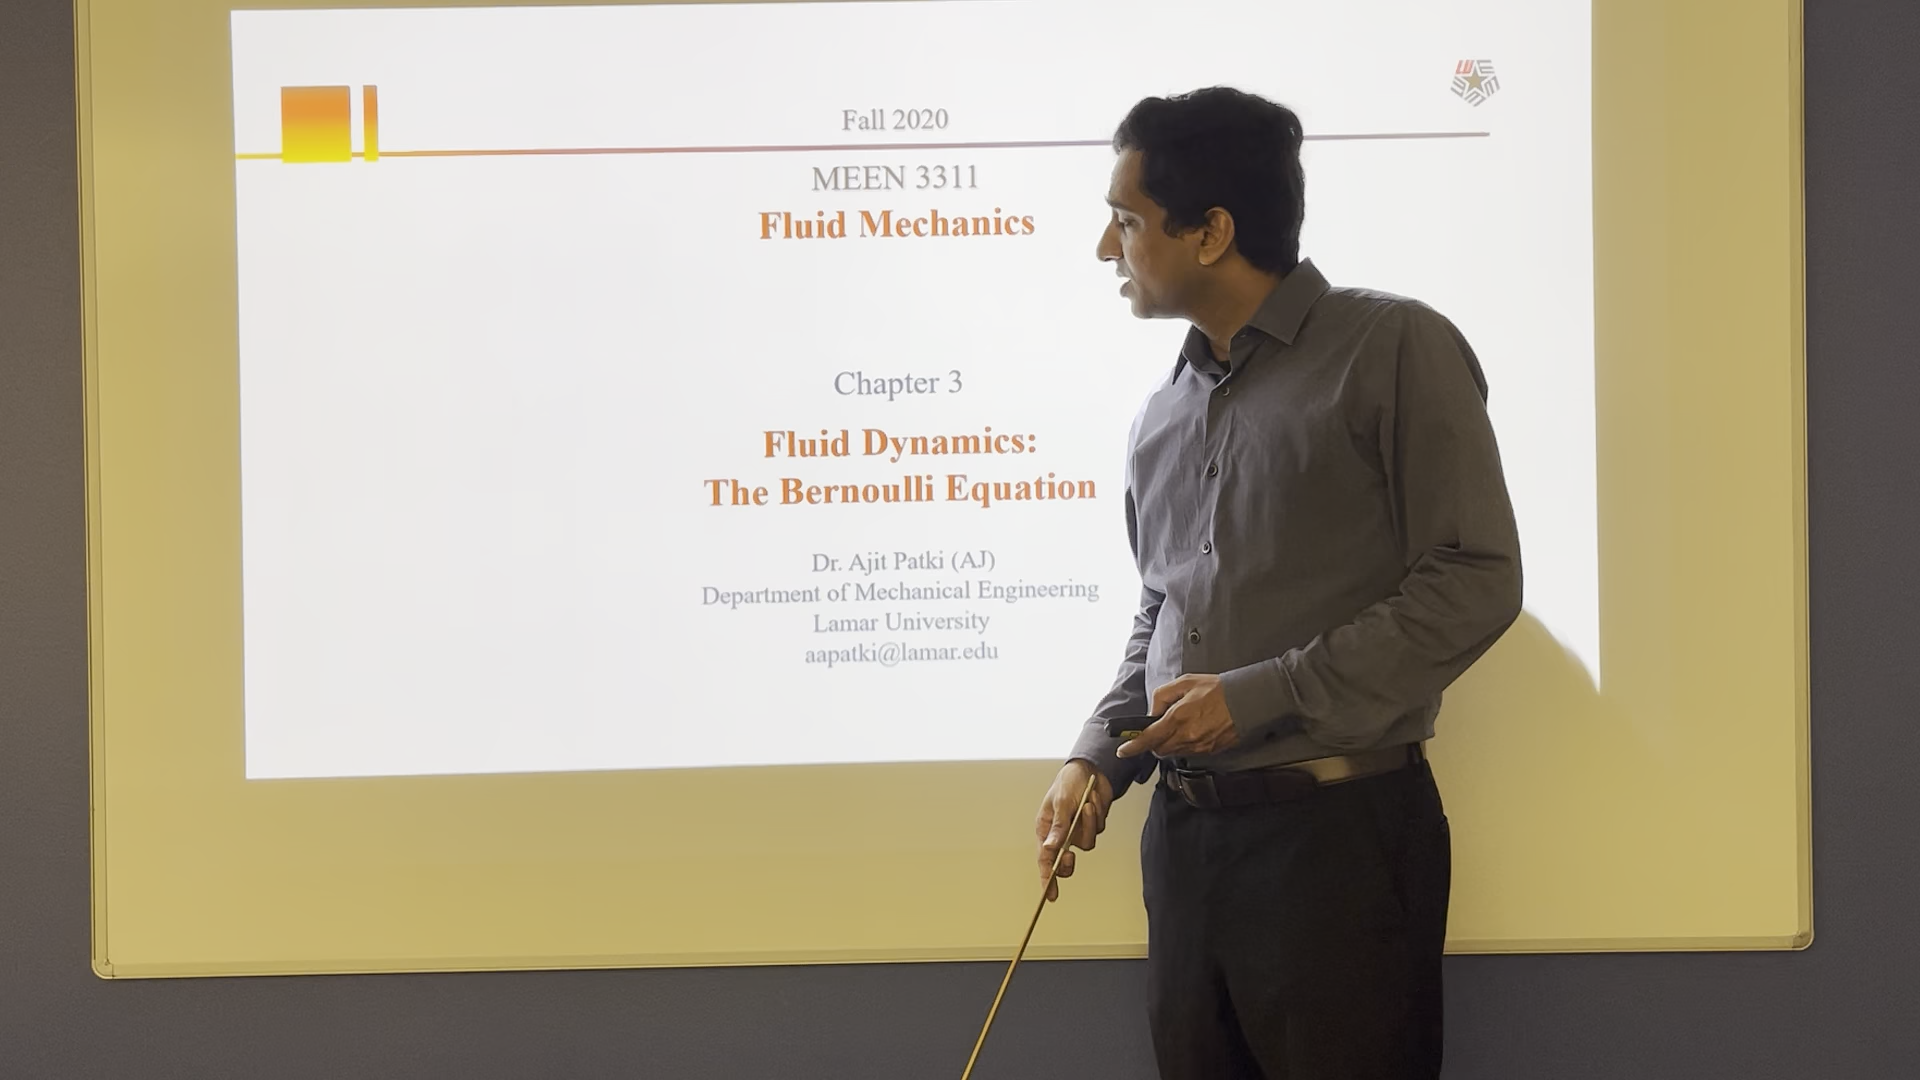 Fall 2020
MEEN 3311
Fluid Mechanics
Chapter 3
Fluid Dynamics:
The Bernoulli Equation
Dr. Ajit Patki (AJ)
Department of Mechanical Engineering
Lamar University
aapatki@lamar.edu